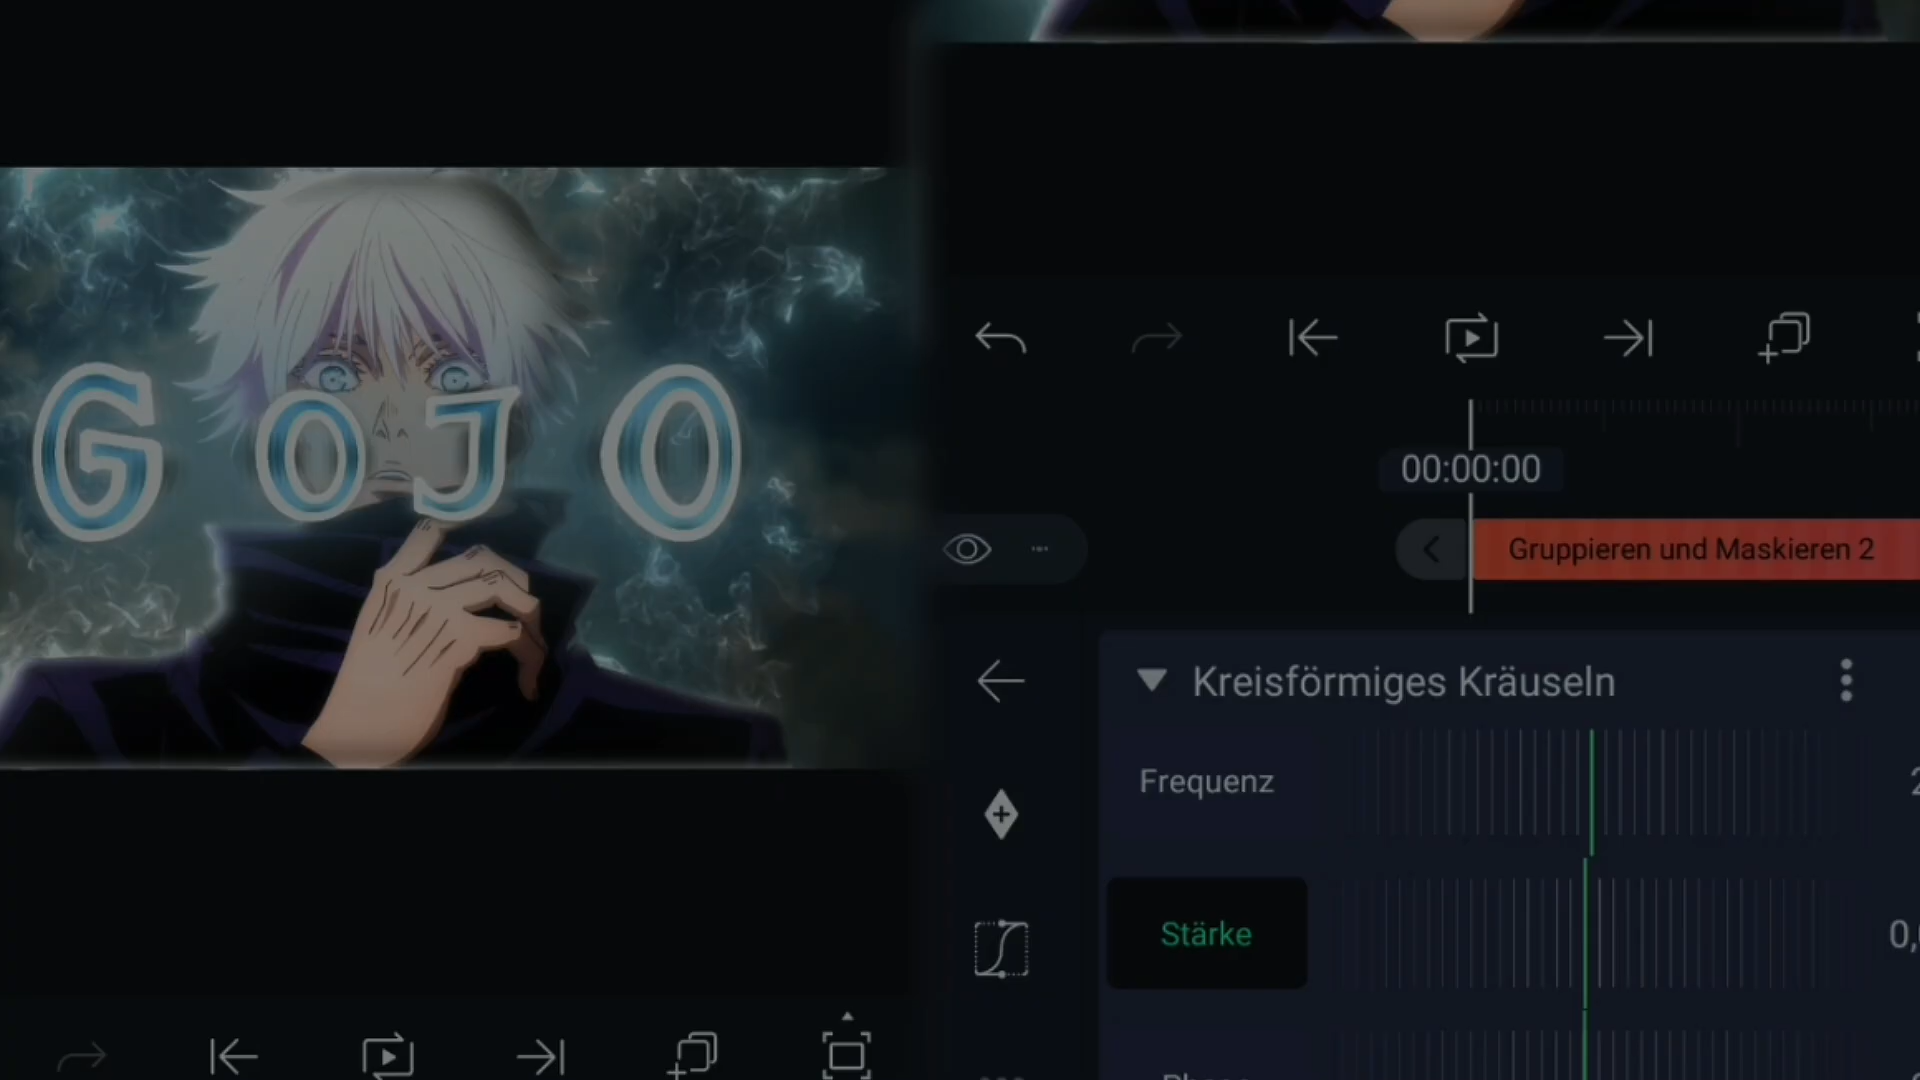 GOJO
00:00:00
Gruppieren und Maskieren 2
Kreisförmiges Kräuseln
Frequenz
Stärke